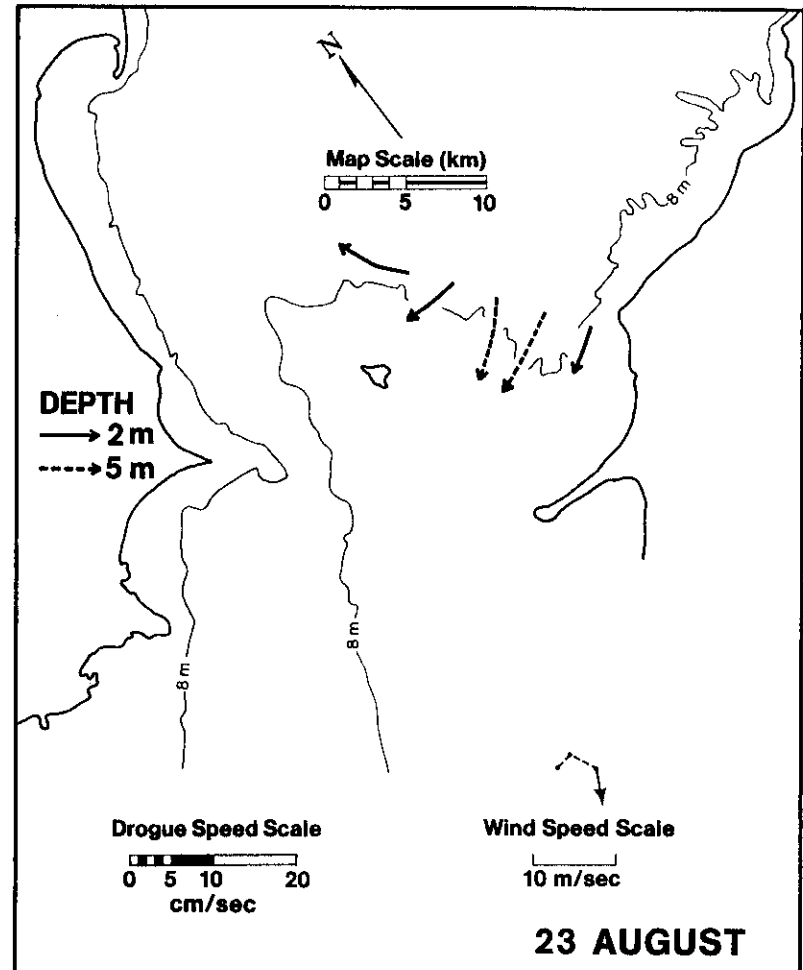 N
Map Scale (km)
0 5 10
8 m
DEPTH
2 m
5 m
8 m
8 m
Drogue Speed Scale
0 5 10 20
cm/sec
Wind Speed Scale
10 m/sec
23 AUGUST